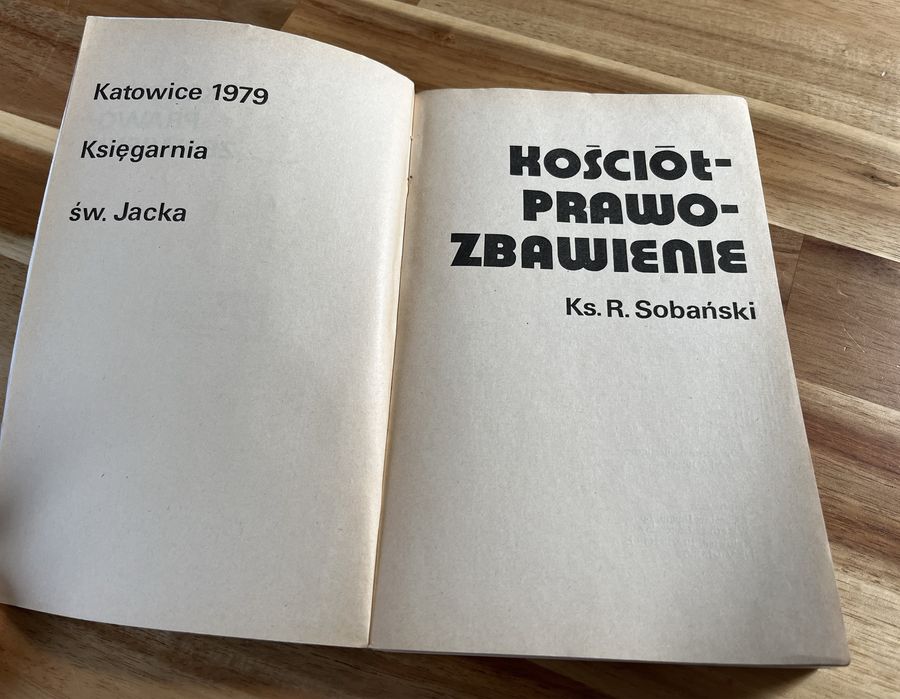 Katowice 1979
Księgarnia
św. Jacka
KOŚCIÓŁ-
PRAWO-
ZBAWIENIE
Ks. R. Sobański